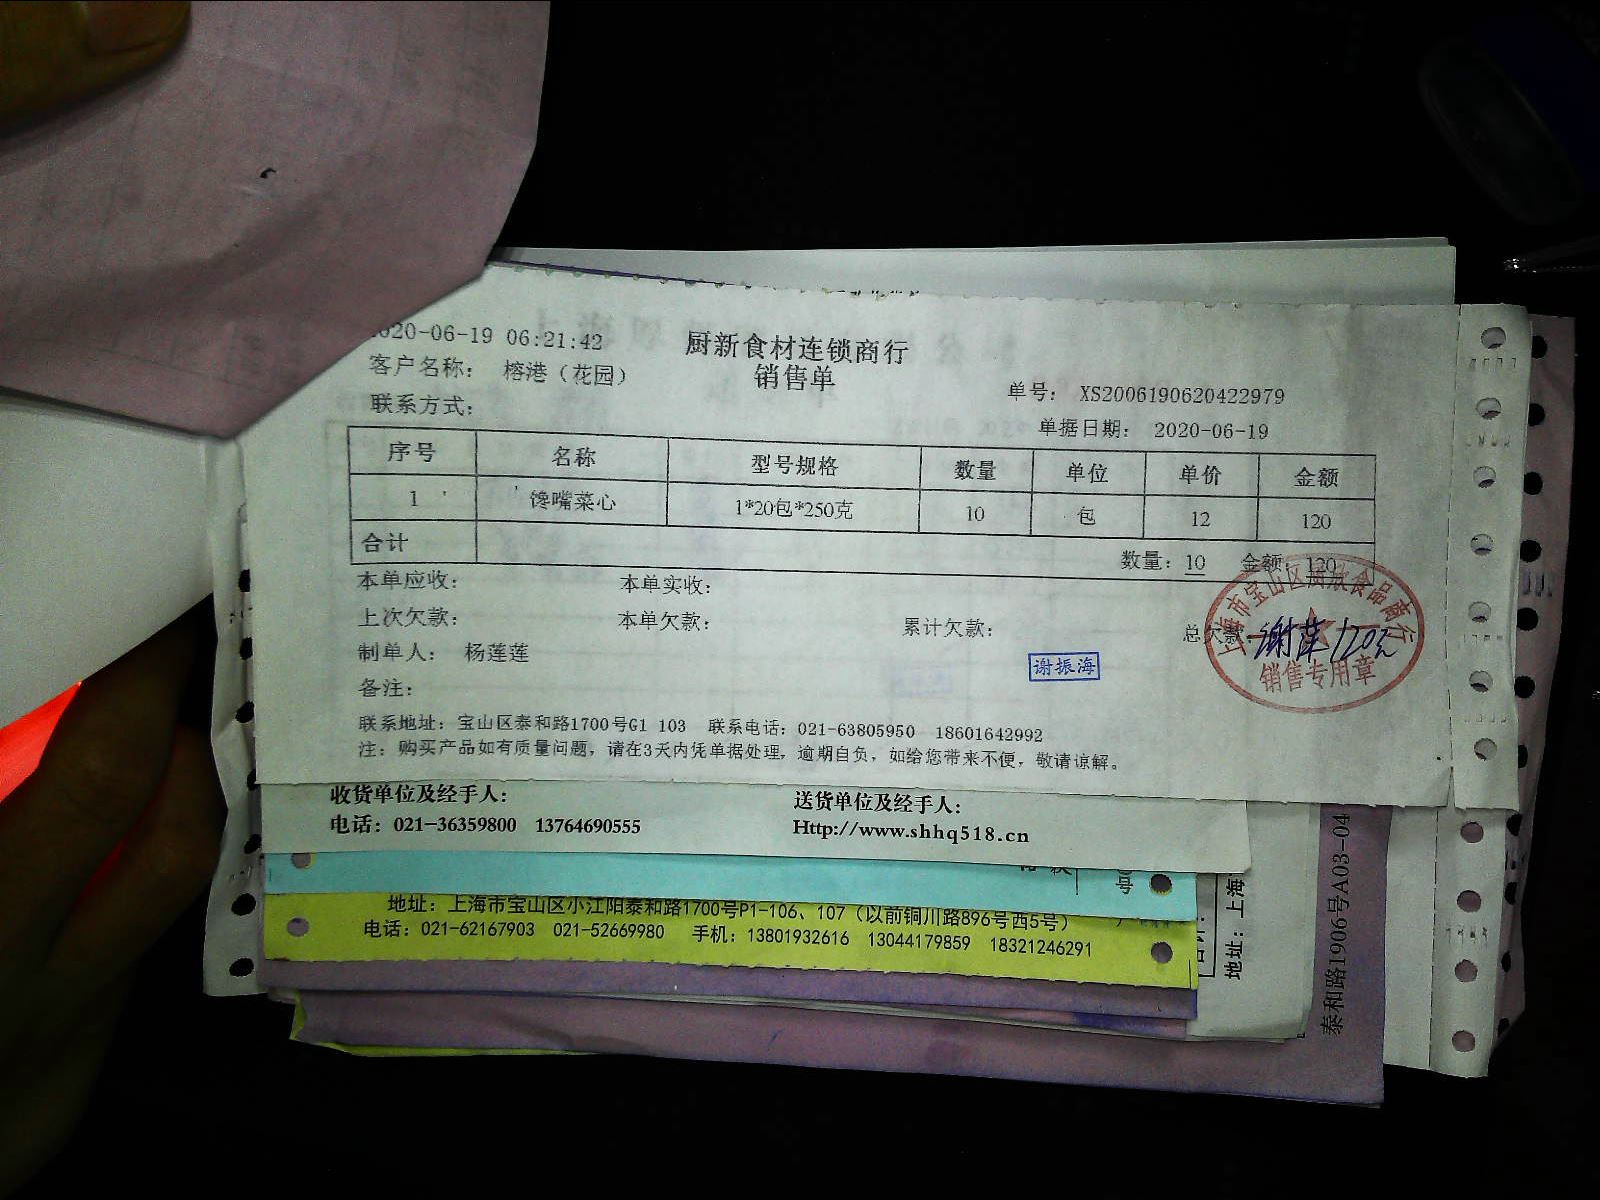 2020-06-19 06:21:42
厨新食材连锁商行
销售单
客户名称: 榕港（花园）
单号: XS2006190620422979
联系方式:
单据日期: 2020-06-19
序号 名称 型号规格 数量 单位 单价 金额
1 馋嘴菜心 1*20包*250克 10 包 12 120
合计 数量: 10 金额: 120
本单应收: 本单实收:
上次欠款: 本单欠款: 累计欠款: 总欠款:
制单人: 杨莲莲
谢振海
备注:
销售专用章
联系地址: 宝山区泰和路1700号G1 103 联系电话: 021-63805950 18601642992
注: 购买产品如有质量问题, 请在3天内凭单据处理, 逾期自负, 如给您带来不便, 敬请谅解。
收货单位及经手人: 送货单位及经手人:
电话: 021-36359800 13764690555 Http://www.shhq518.cn
号
地址: 上海市宝山区小江阳泰和路1700号P1-106、107（以前铜川路896号西5号）
电话: 021-62167903 021-52669980 手机: 13801932616 13044179859 18321246291
地址: 上海
泰和路1906号A03-04